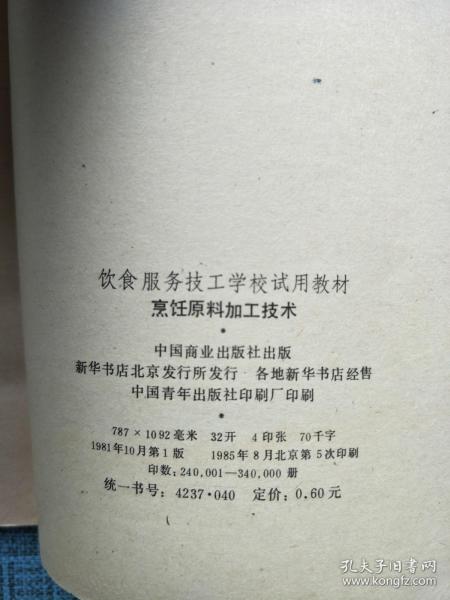 饮食服务技工学校试用教材
烹饪原料加工技术
中国商业出版社出版
新华书店北京发行所发行 各地新华书店经售
中国青年出版社印刷厂印刷
787×1092毫米 32开 4印张 70千字
1981年10月第1版 1985年8月北京第5次印刷
印数：240,001—340,000 册
统一书号：4237·040 定价：0.60元
孔夫子旧书网
www.kongfz.com